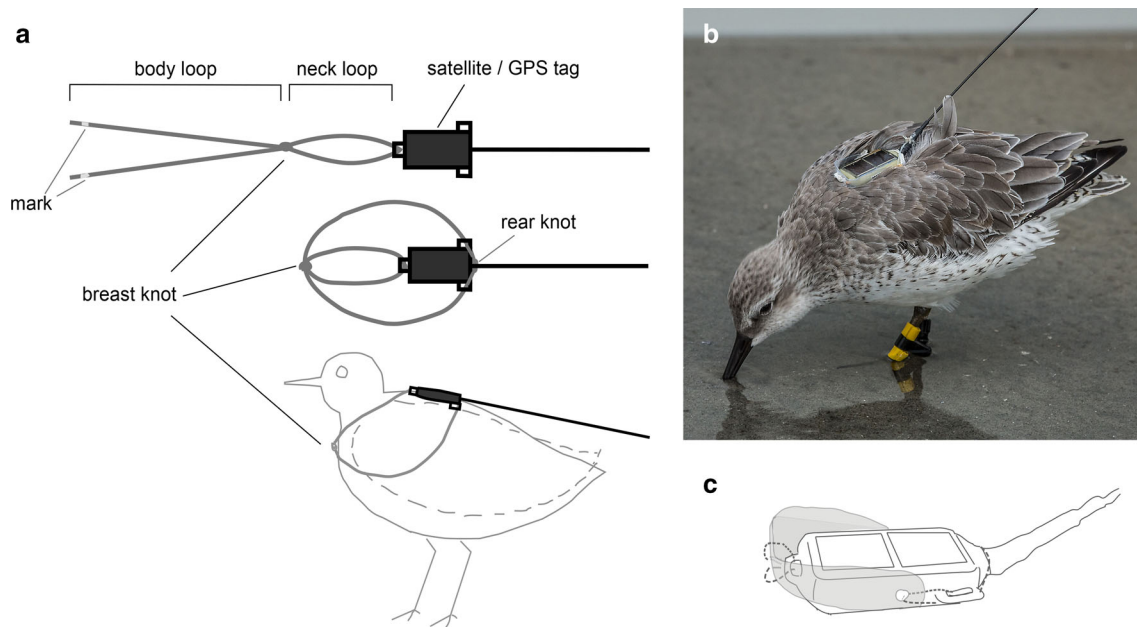 a
body loop
neck loop
satellite / GPS tag
mark
rear knot
breast knot
b
c